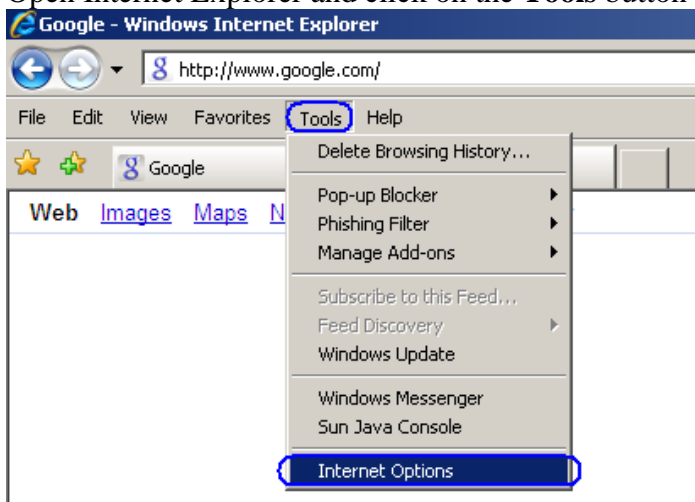 Open Internet Explorer and click on the Tools button
Google - Windows Internet Explorer
http://www.google.com/
File Edit View Favorites Tools Help
Google
Delete Browsing History...
Pop-up Blocker
Phishing Filter
Manage Add-ons
Subscribe to this Feed...
Feed Discovery
Windows Update
Windows Messenger
Sun Java Console
Internet Options
Web Images Maps N